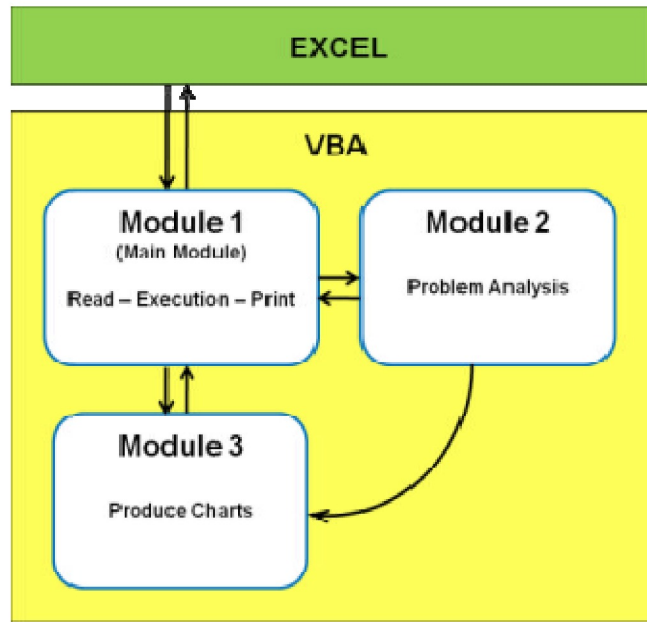 EXCEL
VBA
Module 1
(Main Module)
Read – Execution – Print
Module 2
Problem Analysis
Module 3
Produce Charts